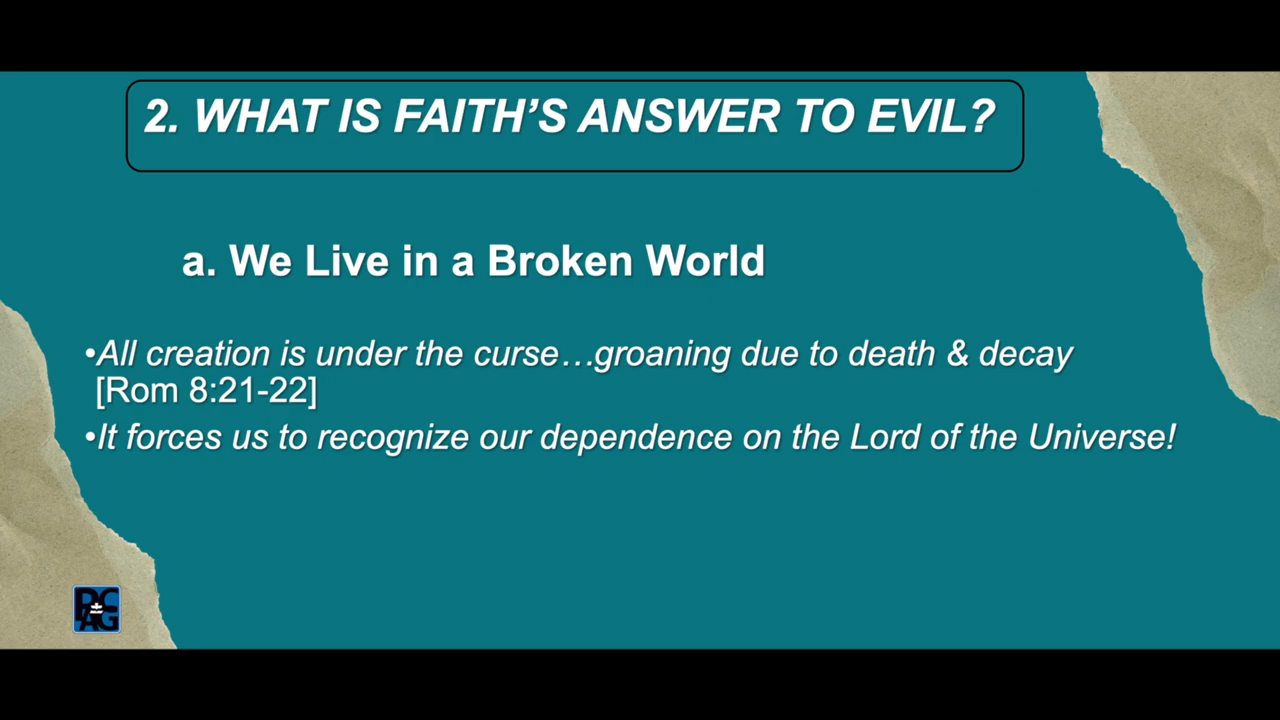 2. WHAT IS FAITH’S ANSWER TO EVIL?
a. We Live in a Broken World
•All creation is under the curse…groaning due to death & decay
[Rom 8:21-22]
•It forces us to recognize our dependence on the Lord of the Universe!
DC
AG